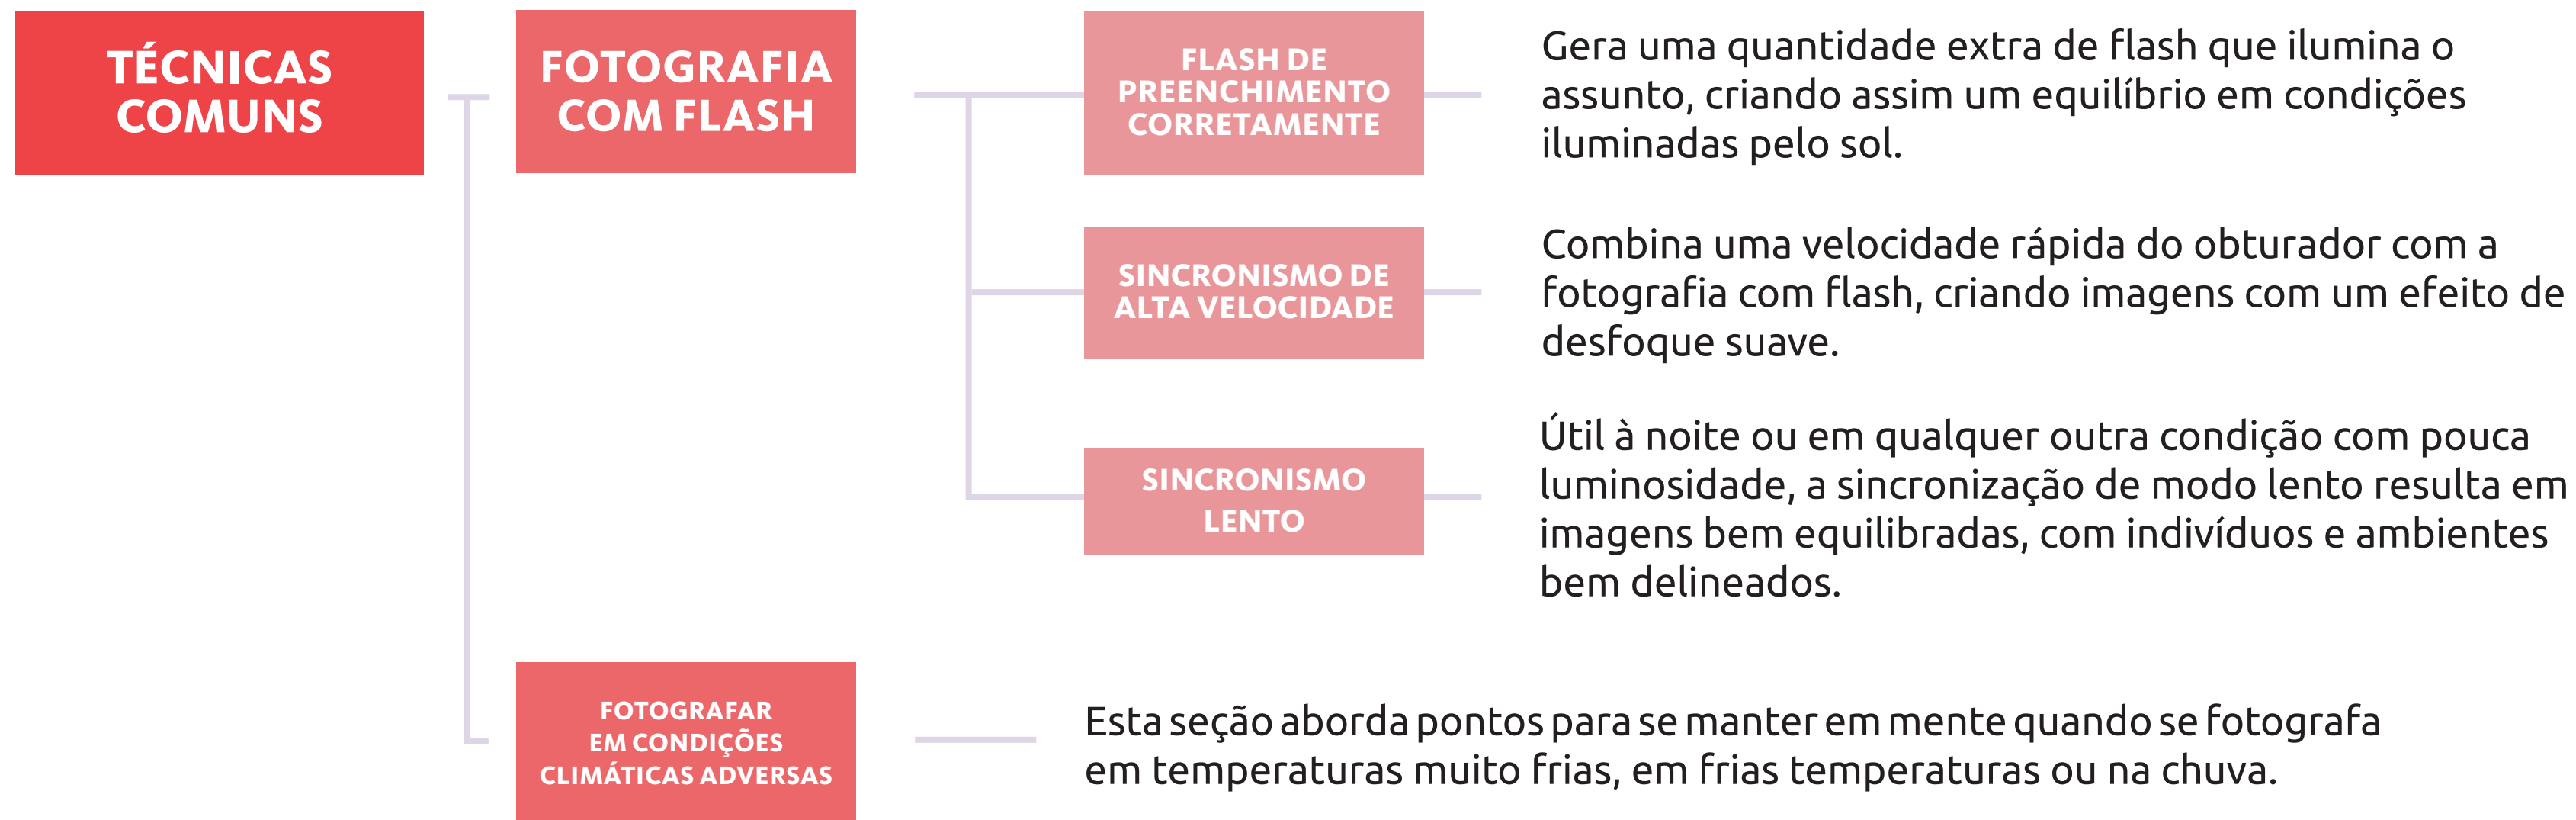 TÉCNICAS
COMUNS
FOTOGRAFIA
COM FLASH
FLASH DE
PREENCHIMENTO
CORRETAMENTE
Gera uma quantidade extra de flash que ilumina o
assunto, criando assim um equilíbrio em condições
iluminadas pelo sol.
SINCRONISMO DE
ALTA VELOCIDADE
Combina uma velocidade rápida do obturador com a
fotografia com flash, criando imagens com um efeito de
desfoque suave.
SINCRONISMO
LENTO
Útil à noite ou em qualquer outra condição com pouca
luminosidade, a sincronização de modo lento resulta em
imagens bem equilibradas, com indivíduos e ambientes
bem delineados.
FOTOGRAFAR
EM CONDIÇÕES
CLIMÁTICAS ADVERSAS
Esta seção aborda pontos para se manter em mente quando se fotografa
em temperaturas muito frias, em frias temperaturas ou na chuva.